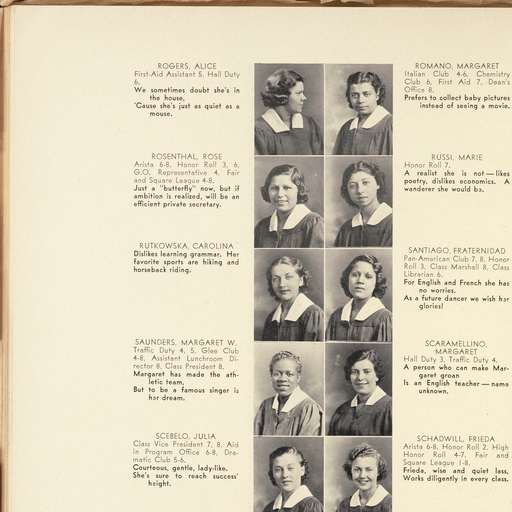 ROGERS, ALICE
First-Aid Assistant 5, Hall Duty
6.
We sometimes doubt she's in
the house,
'Cause she's just as quiet as a
mouse.
ROSENTHAL, ROSE
Arista 6-8, Honor Roll 3, 6,
G.O. Representative 4, Fair
and Square League 4-8.
Just a "butterfly" now, but if
ambition is realized, will be an
efficient private secretary.
RUTKOWSKA, CAROLINA
Dislikes learning grammar. Her
favorite sports are hiking and
horseback riding.
SAUNDERS, MARGARET W.
Traffic Duty 4, 5, Glee Club
4-8, Assistant Lunchroom Di-
rector 8, Class President 8.
Margaret has made the ath-
letic team,
But to be a famous singer is
her dream.
SCEBELO, JULIA
Class Vice President 7, 8, Aid
in Program Office 6-8, Dra-
matic Club 5-6.
Courteous, gentle, lady-like.
She's sure to reach success'
height.
ROMANO, MARGARET
Italian Club 4-6, Chemistry
Club 6, First Aid 7, Dean's
Office 8.
Prefers to collect baby pictures
instead of seeing a movie.
RUSSI, MARIE
Honor Roll 7.
A realist she is not—likes
poetry, dislikes economics. A
wanderer she would be.
SANTIAGO, FRATERNIDAD
Pan-American Club 7, 8, Honor
Roll 3, Class Marshall 8, Class
Librarian 6.
For English and French she has
no worries.
As a future dancer we wish her
glories!
SCARAMELLINO,
MARGARET
Hall Duty 3, Traffic Duty 4.
A person who can make Mar-
garet groan
Is an English teacher—name
unknown.
SCHADWILL, FRIEDA
Arista 6-8, Honor Roll 2, High
Honor Roll 4-7, Fair and
Square League 1-8.
Frieda, wise and quiet lass,
Works diligently in every class.